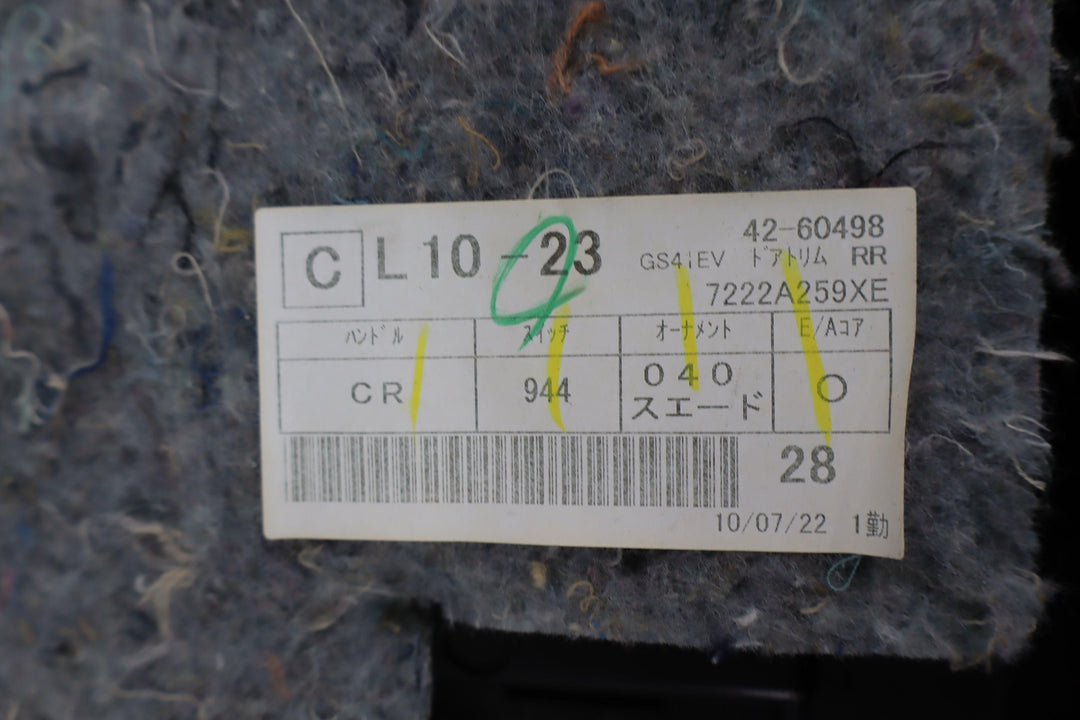 C L10-23
42-60498
GS41EV ドアトリム RR
7222A259XE
ハンドル スイッチ オーナメント E/Aコア
CR 944 040 スエード O
28
10/07/22 1勤